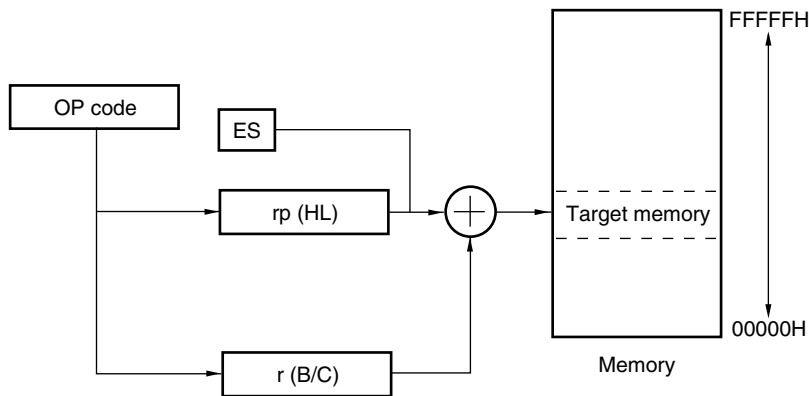 FFFFFH
OP code
ES
rp (HL)
Target memory
r (B/C)
00000H
Memory